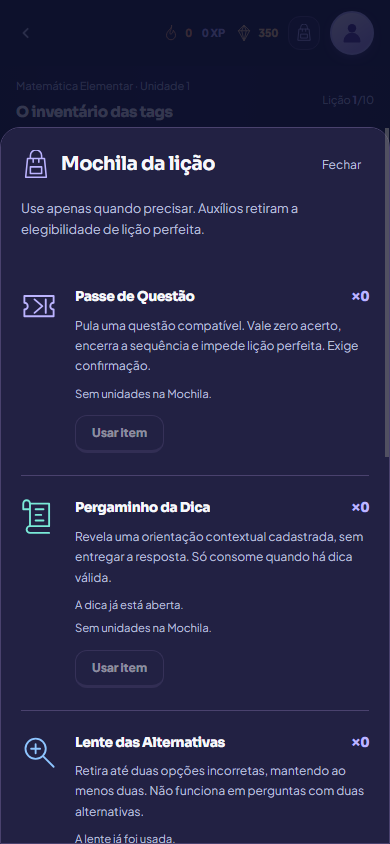 0 0 XP 350
Matemática Elementar · Unidade 1
Lição 1/10
O inventário das tags
Mochila da lição
Fechar
Use apenas quando precisar. Auxílios retiram a
elegibilidade de lição perfeita.
Passe de Questão ×0
Pula uma questão compatível. Vale zero acerto,
encerra a sequência e impede lição perfeita. Exige
confirmação.
Sem unidades na Mochila.
Usar item
Pergaminho da Dica ×0
Revela uma orientação contextual cadastrada, sem
entregar a resposta. Só consome quando há dica
válida.
A dica já está aberta.
Sem unidades na Mochila.
Usar item
Lente das Alternativas ×0
Retira até duas opções incorretas, mantendo ao
menos duas. Não funciona em perguntas com duas
alternativas.
A lente já foi usada.